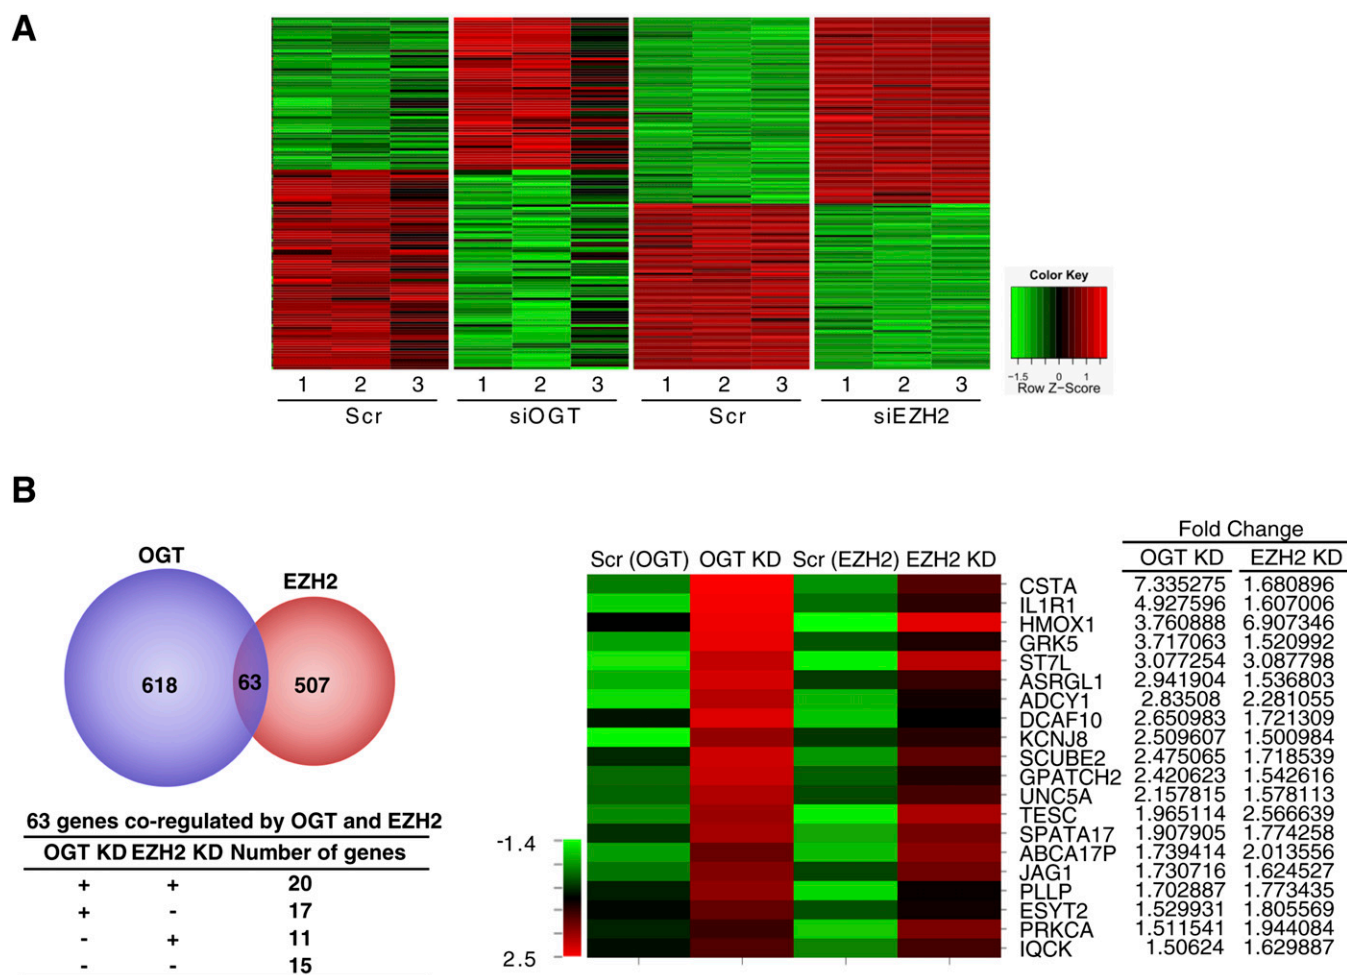 A
1 2 3 1 2 3 1 2 3 1 2 3
Scr siOGT Scr siEZH2
Color Key
−1.5 0 1
Row Z−Score
B
OGT
EZH2
618 63 507
63 genes co-regulated by OGT and EZH2
OGT KD EZH2 KD Number of genes
+ + 20
+ - 17
- + 11
- - 15
-1.4
2.5
Fold Change
Scr (OGT) OGT KD Scr (EZH2) EZH2 KD OGT KD EZH2 KD
CSTA 7.335275 1.680896
IL1R1 4.927596 1.607006
HMOX1 3.760888 6.907346
GRK5 3.717063 1.520992
ST7L 3.077254 3.087798
ASRGL1 2.941904 1.536803
ADCY1 2.83508 2.281055
DCAF10 2.650983 1.721309
KCNJ8 2.509607 1.500984
SCUBE2 2.475065 1.718539
GPATCH2 2.420623 1.542616
UNC5A 2.157815 1.578113
TESC 1.965114 2.566639
SPATA17 1.907905 1.774258
ABCA17P 1.739414 2.013556
JAG1 1.730716 1.624527
PLLP 1.702887 1.773435
ESYT2 1.529931 1.805569
PRKCA 1.511541 1.944084
IQCK 1.50624 1.629887